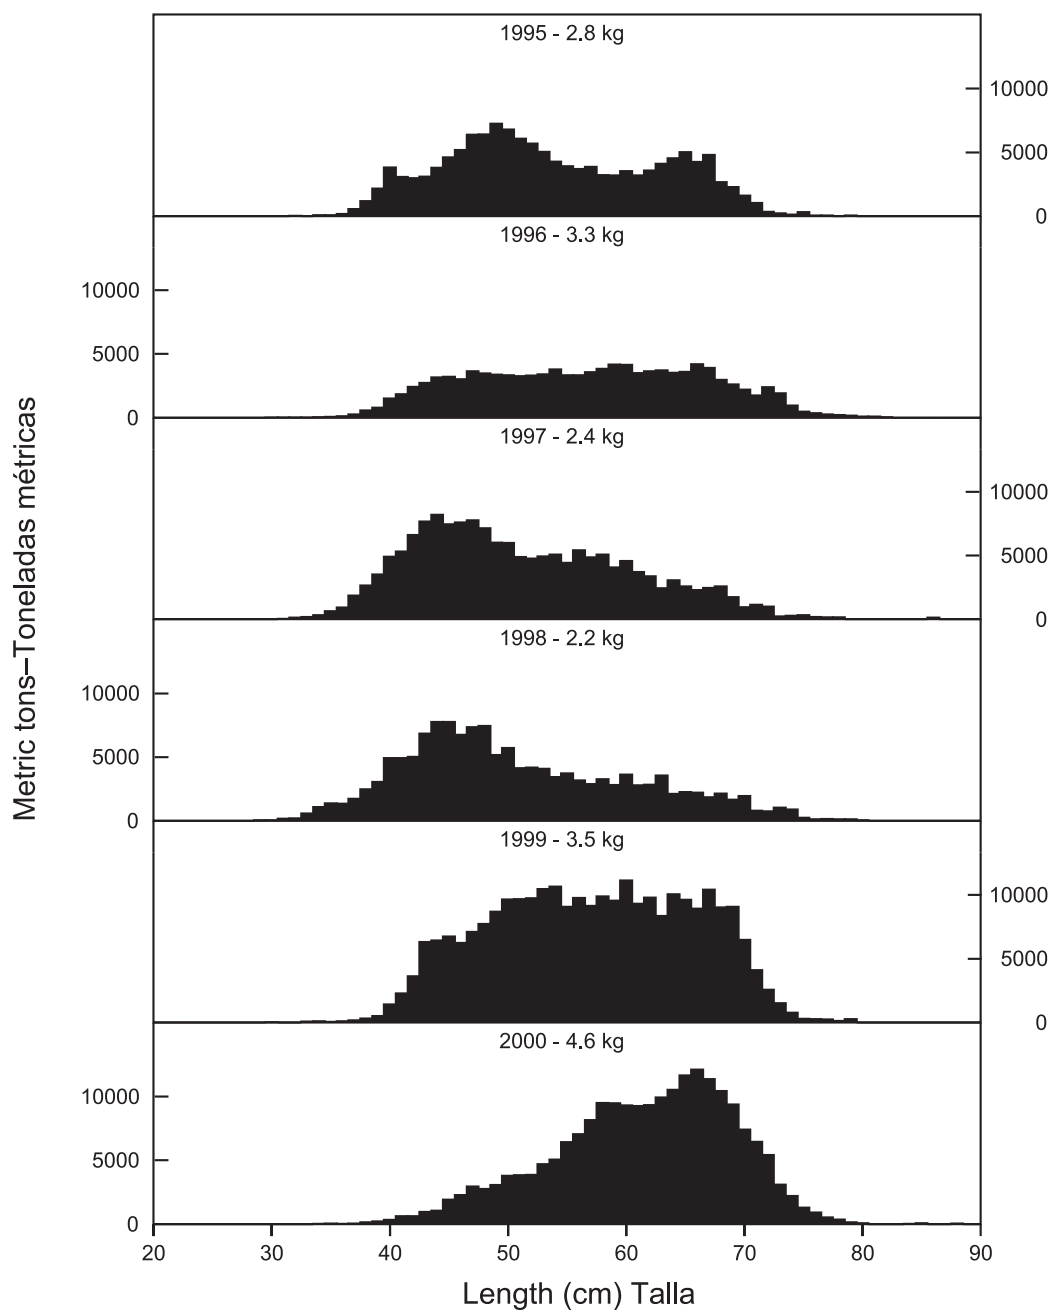 1995 - 2.8 kg
10000
5000
0
1996 - 3.3 kg
10000
5000
0
1997 - 2.4 kg
10000
5000
0
1998 - 2.2 kg
10000
5000
0
1999 - 3.5 kg
10000
5000
0
2000 - 4.6 kg
10000
5000
0
20 30 40 50 60 70 80 90
Length (cm) Talla
Metric tons–Toneladas métricas